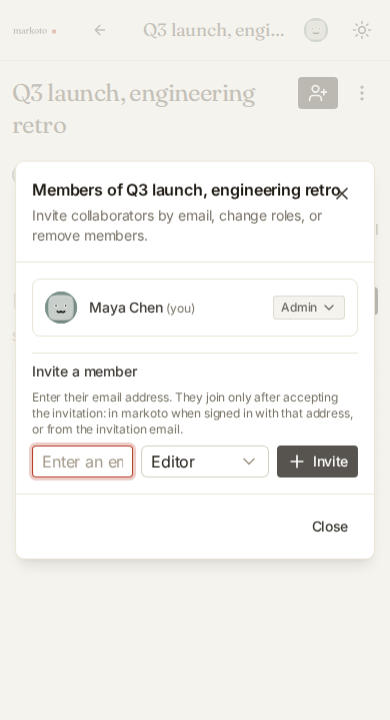 markoto
Q3 launch, engi...
Q3 launch, engineering
retro
Members of Q3 launch, engineering retro
Invite collaborators by email, change roles, or
remove members.
Maya Chen (you)
Admin
Invite a member
Enter their email address. They join only after accepting
the invitation: in markoto when signed in with that address,
or from the invitation email.
Enter an en
Editor
Invite
Close